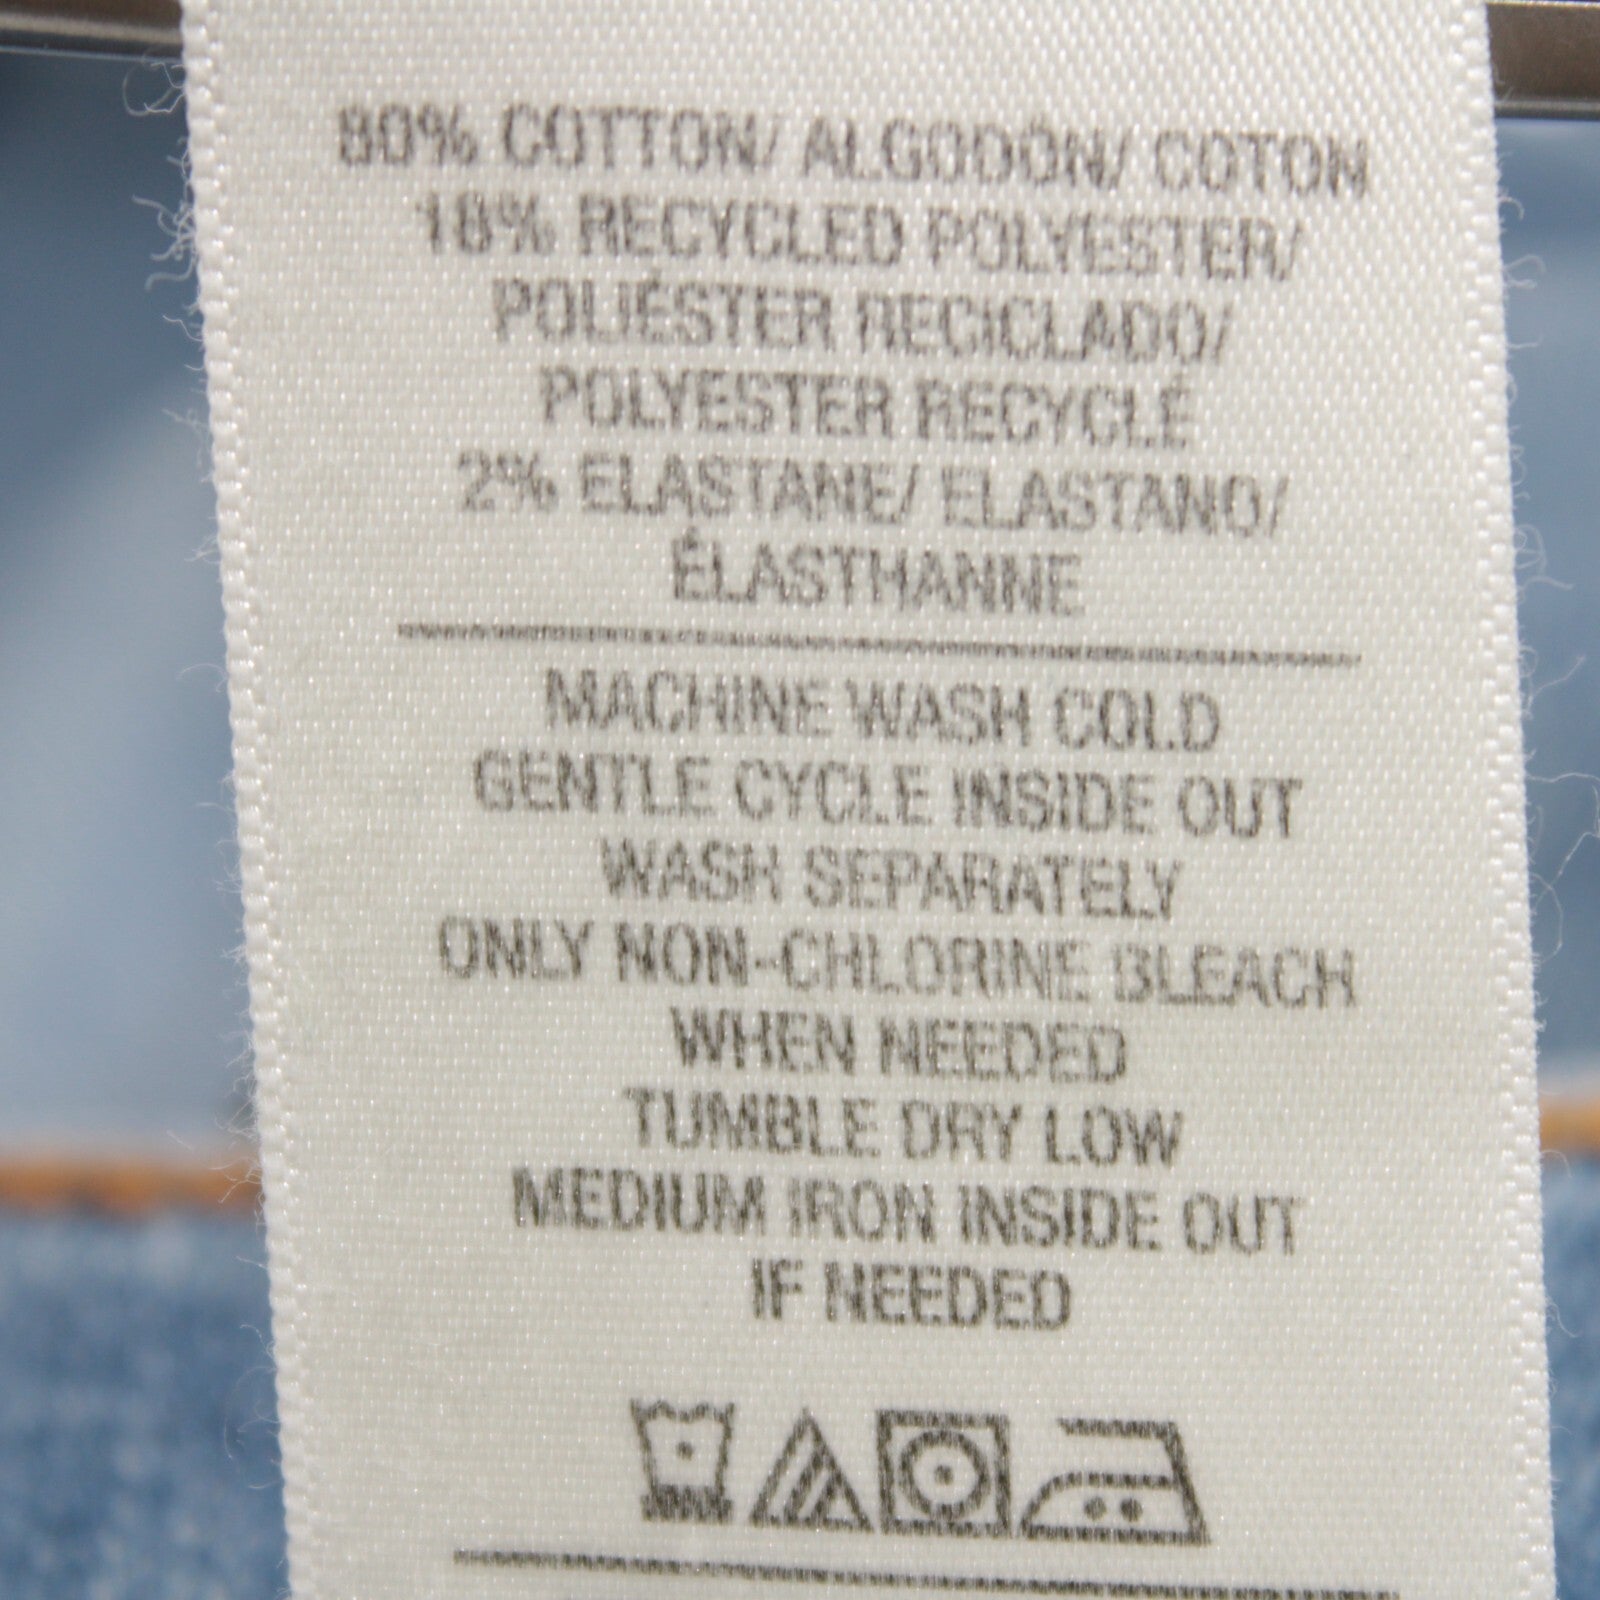 80% COTTON/ ALGODÓN/ COTON
18% RECYCLED POLYESTER/
POLIÉSTER RECICLADO/
POLYESTER RECYCLÉ
2% ELASTANE/ ELASTANO/
ÉLASTHANNE
MACHINE WASH COLD
GENTLE CYCLE INSIDE OUT
WASH SEPARATELY
ONLY NON-CHLORINE BLEACH
WHEN NEEDED
TUMBLE DRY LOW
MEDIUM IRON INSIDE OUT
IF NEEDED